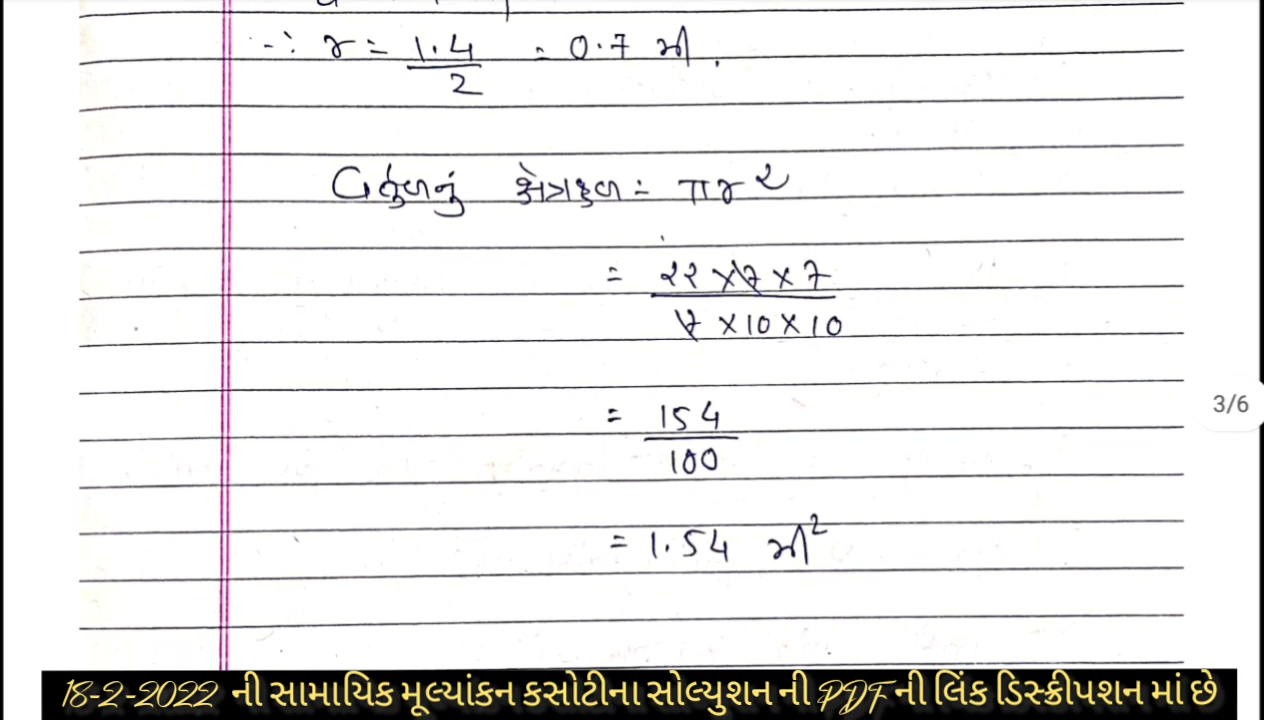 ∴ r = 1.4 / 2 = 0.7 મી.
વર્તુળનું ક્ષેત્રફળ = πr²
= 22 × 7 × 7 / 7 × 10 × 10
= 154 / 100
= 1.54 મી²
3/6
18-2-2022 ની સામાયિક મૂલ્યાંકન કસોટીના સોલ્યુશન ની PDF ની લિંક ડિસ્ક્રીપશન માં છે